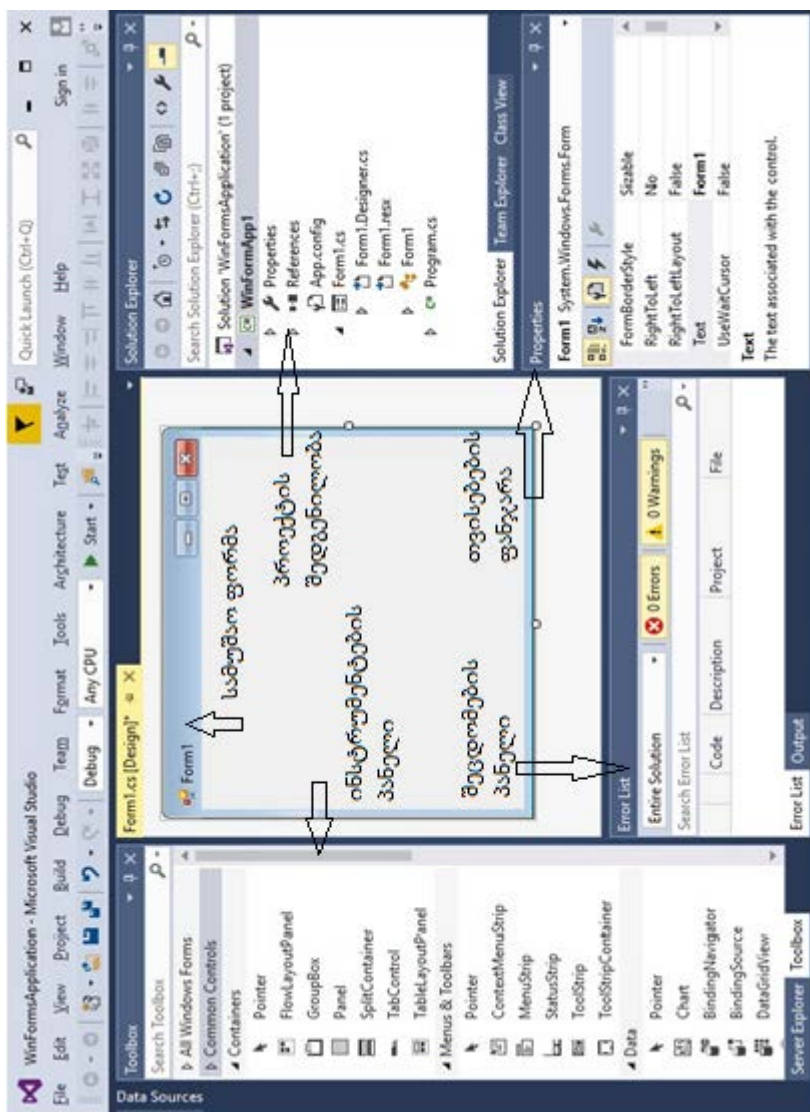 WinFormsApplication - Microsoft Visual Studio
Quick Launch (Ctrl+Q)
File Edit View Project Build Debug Team Format Tools Architecture Test Analyze Window Help
Sign in
Debug Any CPU Start
Data Sources
Toolbox
Search Toolbox
All Windows Forms
Common Controls
Containers
Pointer
FlowLayoutPanel
GroupBox
Panel
SplitContainer
TabControl
TableLayoutPanel
Menus & Toolbars
Pointer
ContextMenuStrip
MenuStrip
StatusStrip
ToolStrip
ToolStripContainer
Data
Pointer
Chart
BindingNavigator
BindingSource
DataGridView
Server Explorer Toolbox
Form1.cs [Design]*
Form1
სამუშაო ფორმა
პროექტის
შედგენილობა
ინსტრუმენტების
პანელი
შეცდომების
პანელი
თვისებების
ფანჯარა
Error List
Entire Solution 0 Errors 0 Warnings
Search Error List
Code Description Project File
Error List Output
Solution Explorer
Search Solution Explorer (Ctrl+;)
Solution 'WinFormsApplication' (1 project)
WinFormApp1
Properties
References
App.config
Form1.cs
Form1.Designer.cs
Form1.resx
Form1
Program.cs
Solution Explorer Team Explorer Class View
Properties
Form1 System.Windows.Forms.Form
FormBorderStyle Sizable
RightToLeft No
RightToLeftLayout False
Text Form1
UseWaitCursor False
Text
The text associated with the control.